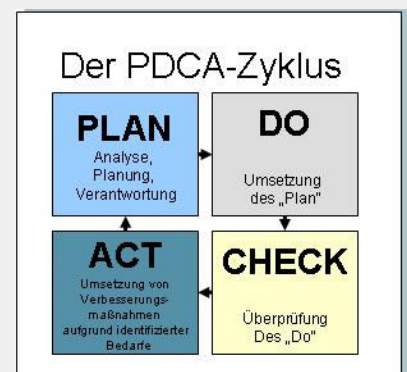 Der PDCA-Zyklus
PLAN
Analyse,
Planung,
Verantwortung
DO
Umsetzung
des „Plan"
ACT
Umsetzung von
Verbesserungs-
maßnahmen
aufgrund identifizierter
Bedarfe
CHECK
Überprüfung
Des „Do"